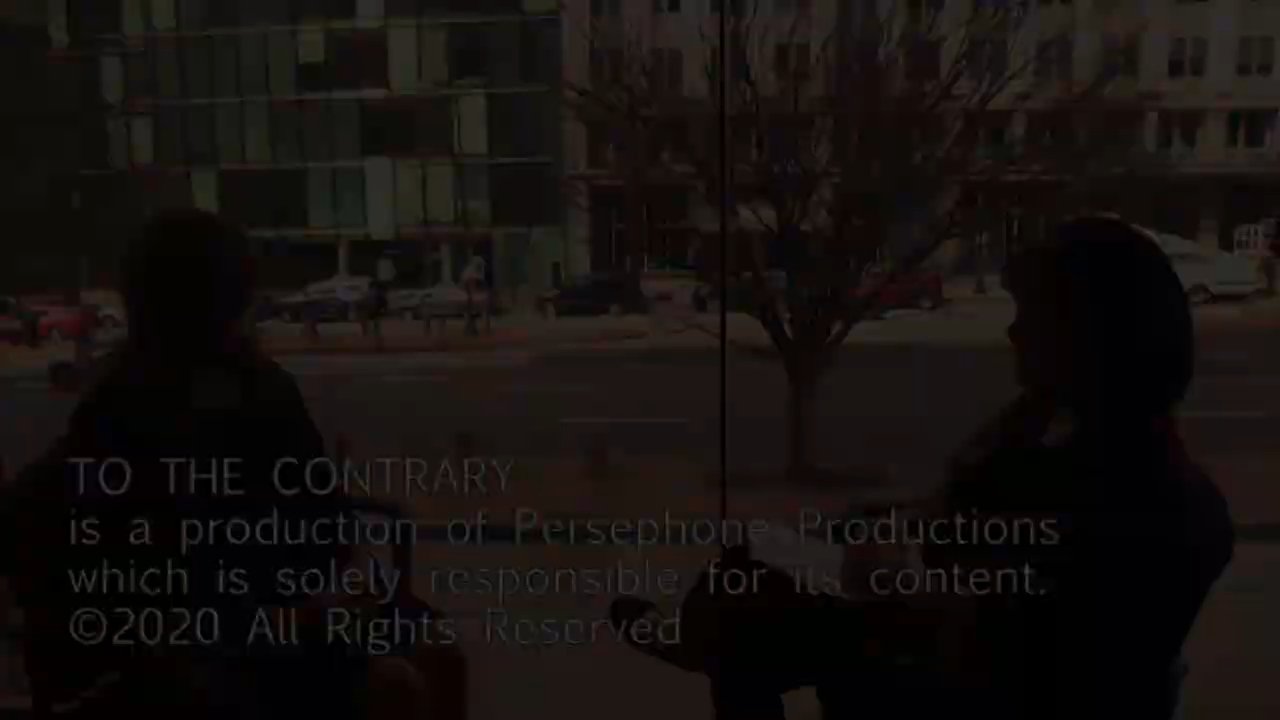 TO THE CONTRARY
is a production of Persephone Productions
which is solely responsible for its content.
©2020 All Rights Reserved